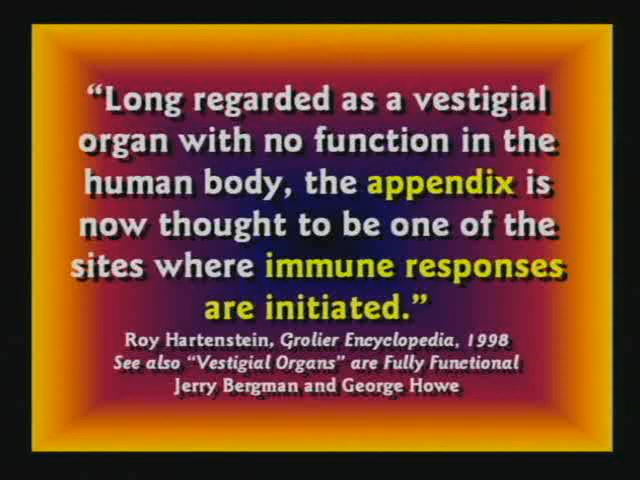 “Long regarded as a vestigial
organ with no function in the
human body, the appendix is
now thought to be one of the
sites where immune responses
are initiated.”
Roy Hartenstein, Grolier Encyclopedia, 1998
See also “Vestigial Organs” are Fully Functional
Jerry Bergman and George Howe